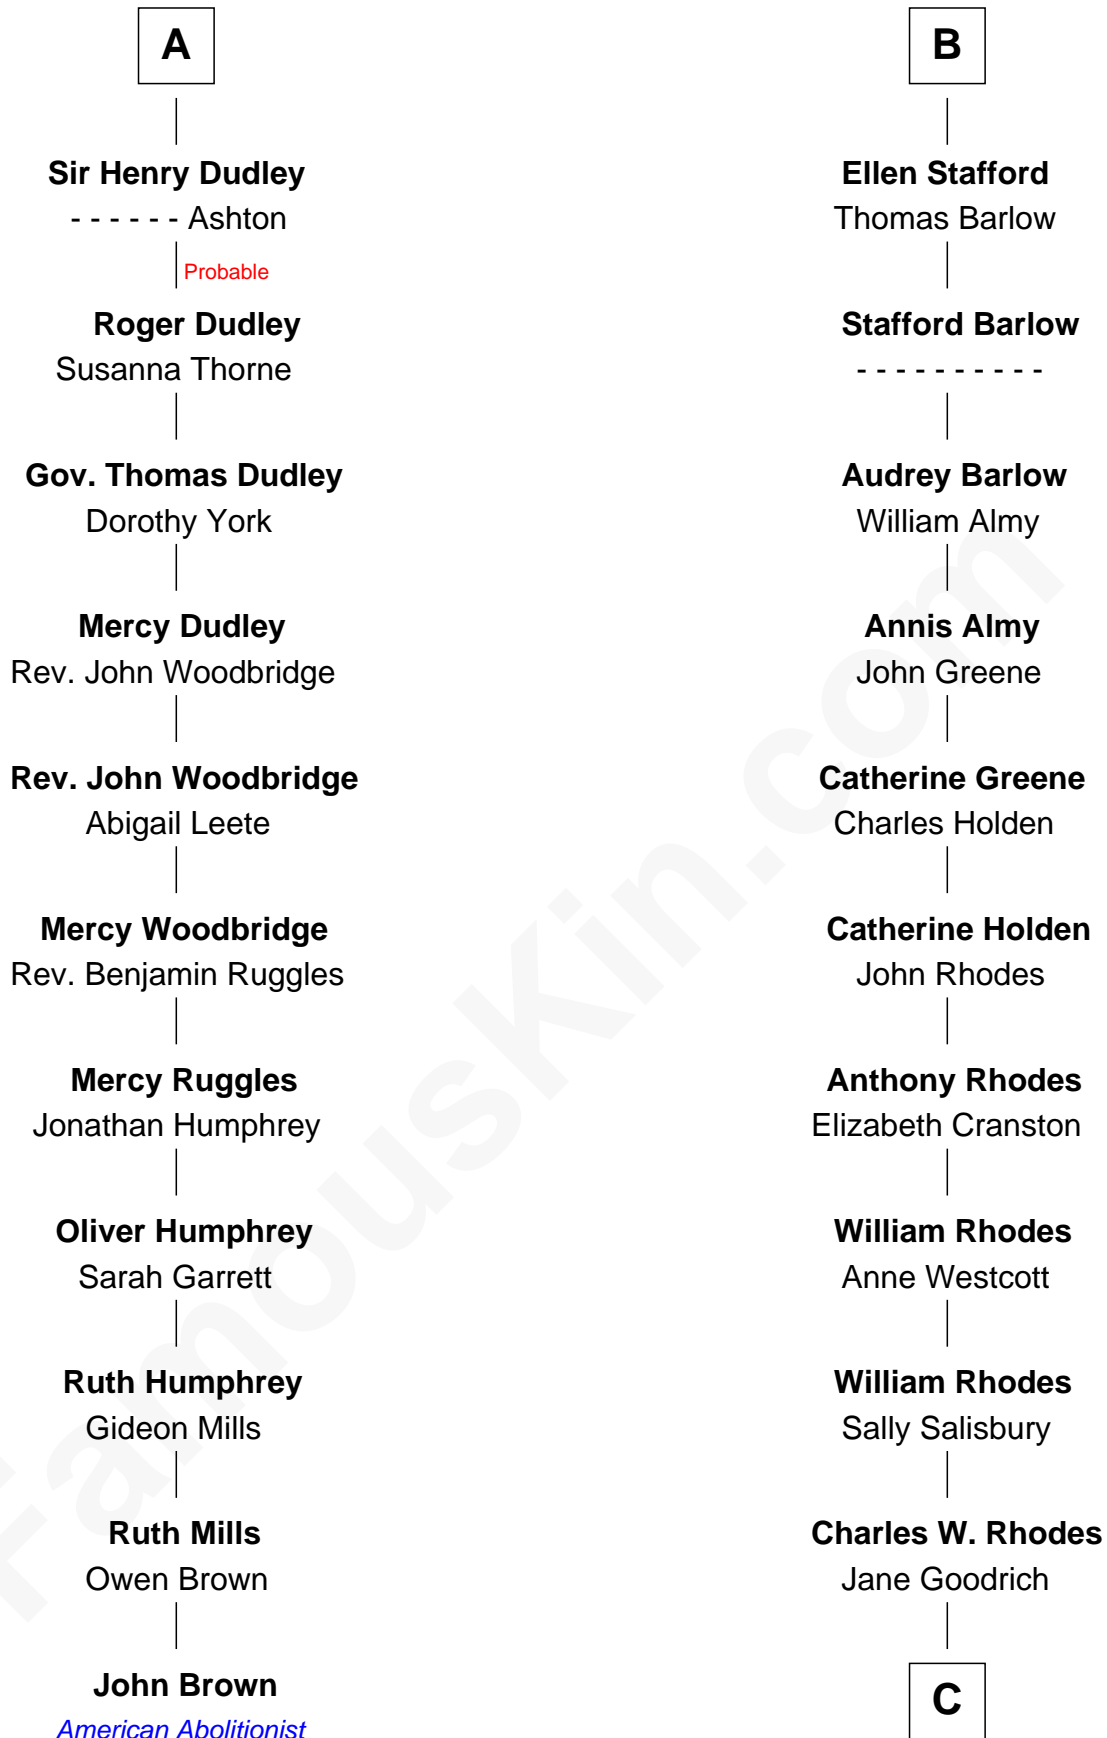 A
Sir Henry Dudley
- - - - - - Ashton
Probable
Roger Dudley
Susanna Thorne
Gov. Thomas Dudley
Dorothy York
Mercy Dudley
Rev. John Woodbridge
Rev. John Woodbridge
Abigail Leete
Mercy Woodbridge
Rev. Benjamin Ruggles
Mercy Ruggles
Jonathan Humphrey
Oliver Humphrey
Sarah Garrett
Ruth Humphrey
Gideon Mills
Ruth Mills
Owen Brown
John Brown
American Abolitionist
B
Ellen Stafford
Thomas Barlow
Stafford Barlow
- - - - - - - - - -
Audrey Barlow
William Almy
Annis Almy
John Greene
Catherine Greene
Charles Holden
Catherine Holden
John Rhodes
Anthony Rhodes
Elizabeth Cranston
William Rhodes
Anne Westcott
William Rhodes
Sally Salisbury
Charles W. Rhodes
Jane Goodrich
C
FamousKin.com